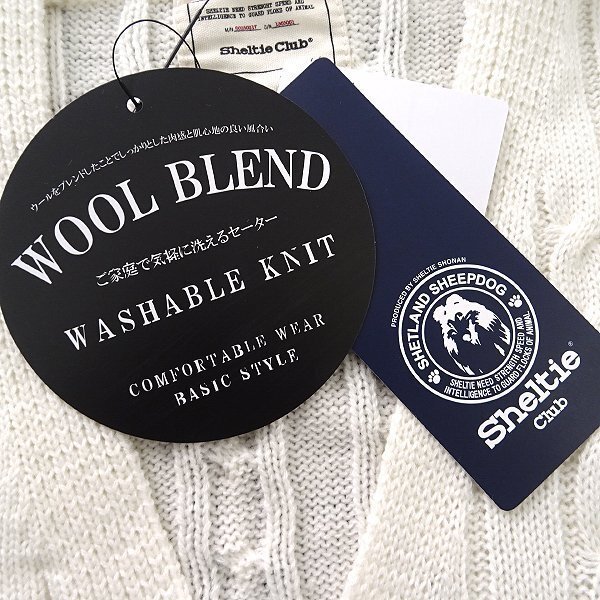 SHELTIE NEED STRENGHT SPEED AND
INTELLIGENCE TO GUARD FLOKS OF ANIMAL
Sheltie Club®
ウールをブレンドしたことでしっかりとした肉感と肌心地の良い風合い
WOOL BLEND
ご家庭で気軽に洗えるセーター
WASHABLE KNIT
COMFORTABLE WEAR
BASIC STYLE
PRODUCED BY SHELTIE SHONAN
SHETLAND SHEEPDOG
SHELTIE NEED STRENGTH SPEED AND
INTELLIGENCE TO GUARD FLOCKS OF ANIMAL
Sheltie®
Club